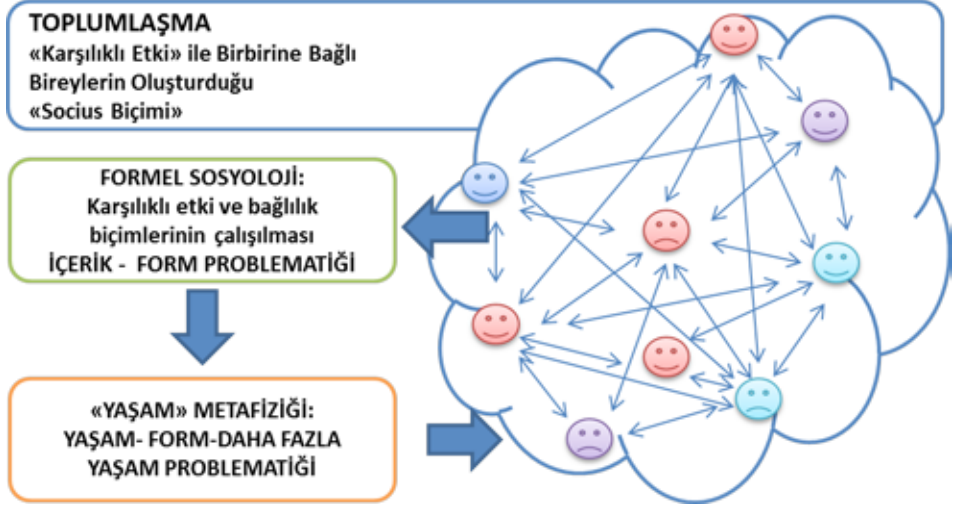 TOPLUMLAŞMA
«Karşılıklı Etki» ile Birbirine Bağlı
Bireylerin Oluşturduğu
«Socius Biçimi»
FORMEL SOSYOLOJİ:
Karşılıklı etki ve bağlılık
biçimlerinin çalışılması
İÇERİK - FORM PROBLEMATİĞİ
«YAŞAM» METAFİZİĞİ:
YAŞAM- FORM-DAHA FAZLA
YAŞAM PROBLEMATİĞİ